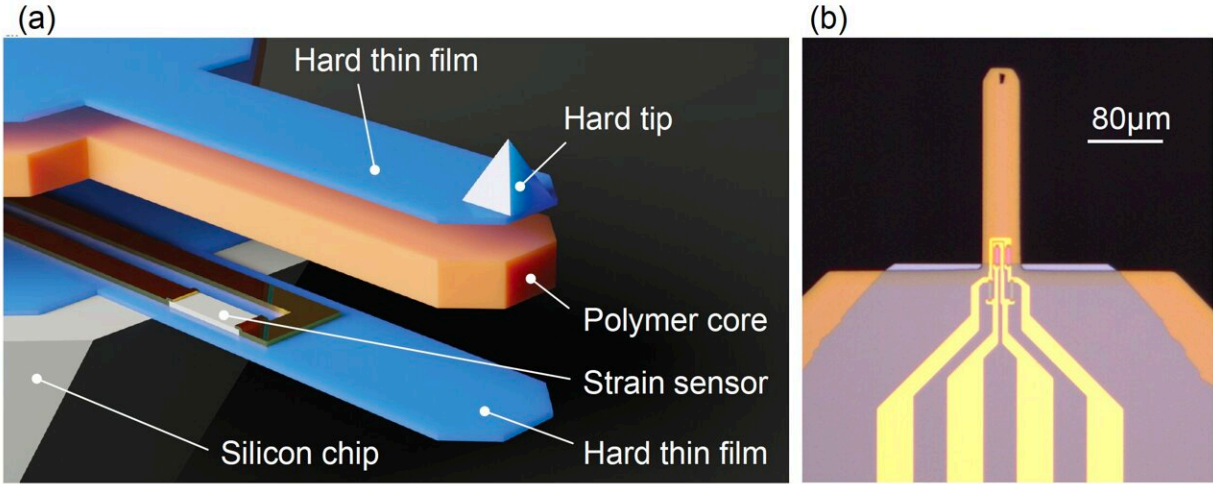 (a)
Hard thin film
Hard tip
Polymer core
Strain sensor
Silicon chip
Hard thin film
(b)
80μm